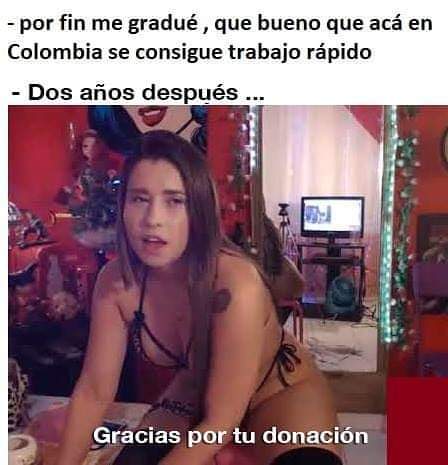 - por fin me gradué , que bueno que acá en
Colombia se consigue trabajo rápido
- Dos años después ...
Gracias por tu donación